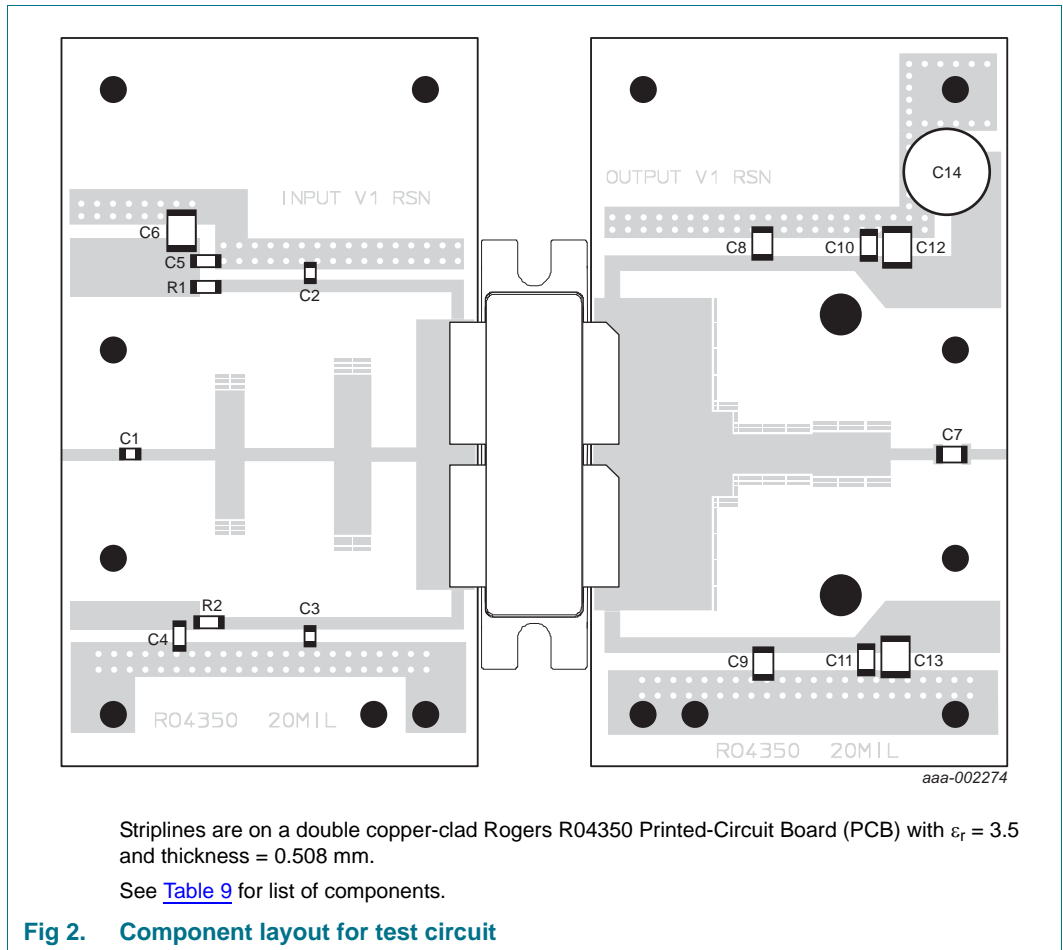 INPUT V1 RSN
OUTPUT V1 RSN
C14
C6
C5
R1
C2
C8
C10
C12
C1
C7
R2
C3
C4
C9
C11
C13
RO4350 20MIL
RO4350 20MIL
aaa-002274
Striplines are on a double copper-clad Rogers R04350 Printed-Circuit Board (PCB) with εr = 3.5
and thickness = 0.508 mm.
See Table 9 for list of components.
Fig 2. Component layout for test circuit